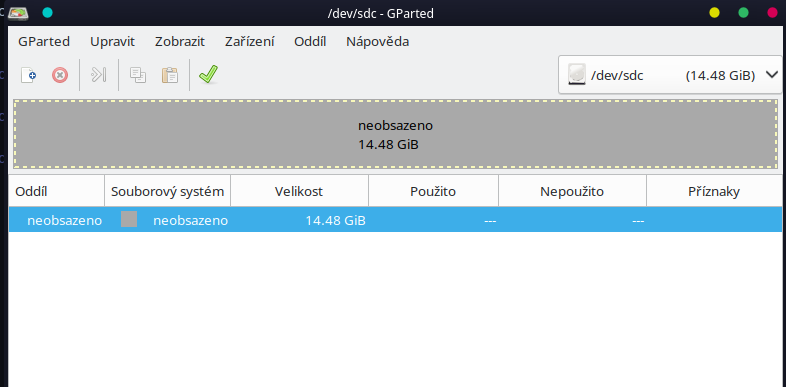 /dev/sdc - GParted
GParted Upravit Zobrazit Zařízení Oddíl Nápověda
/dev/sdc (14.48 GiB)
neobsazeno
14.48 GiB
Oddíl Souborový systém Velikost Použito Nepoužito Příznaky
neobsazeno neobsazeno 14.48 GiB --- ---